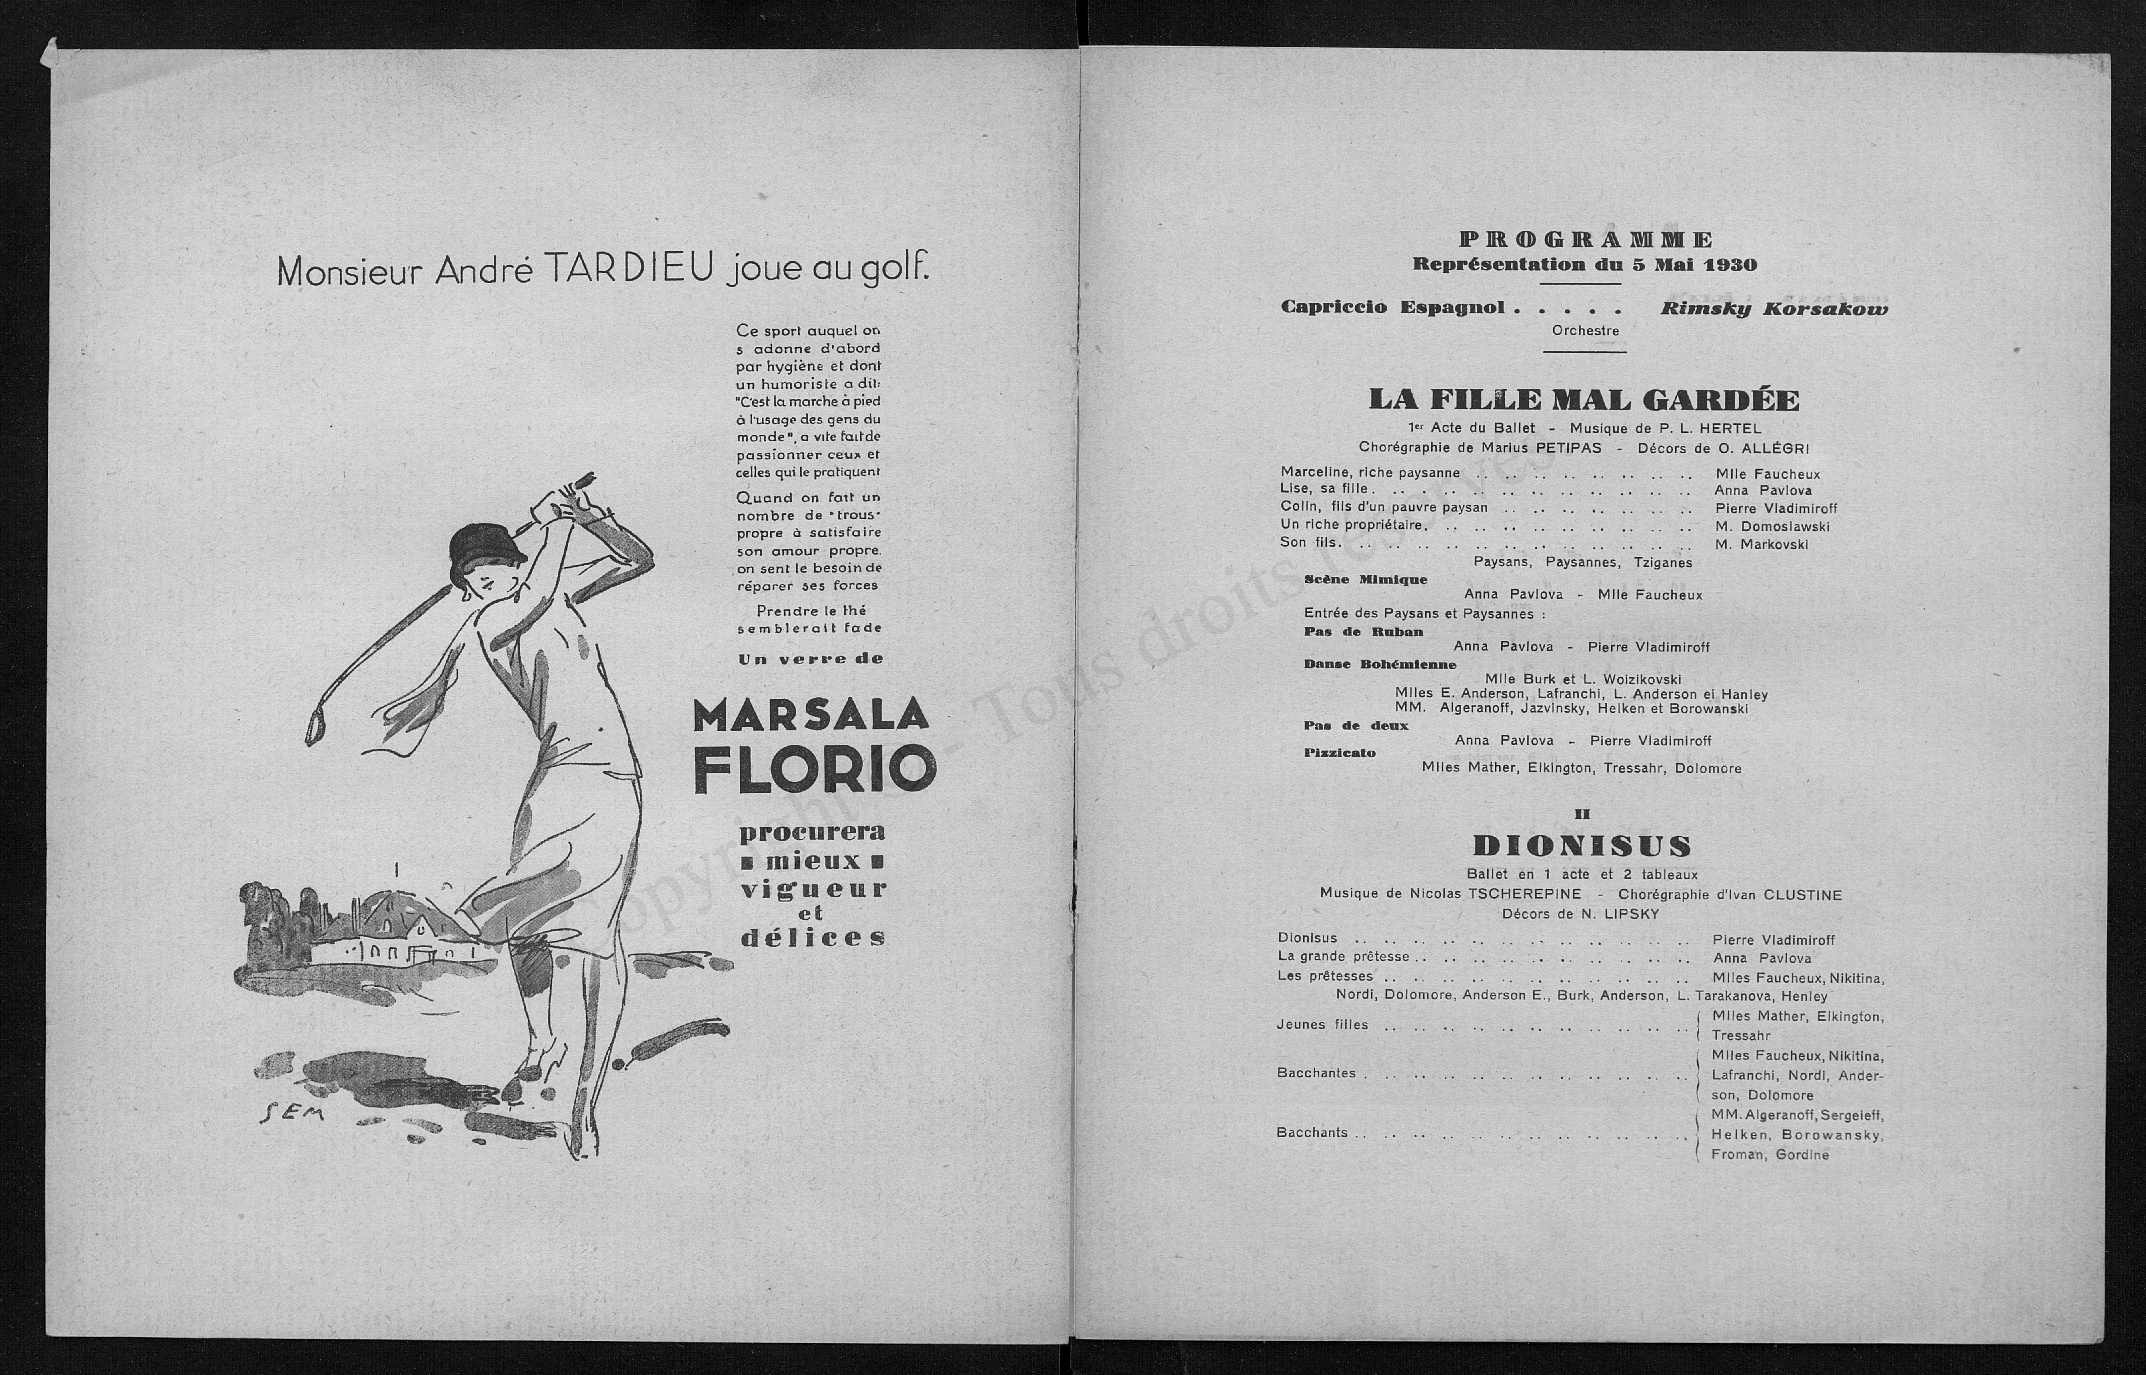 Monsieur André TARDIEU joue au golf.
Ce sport auquel on
s adonne d'abord
par hygiène et dont
un humoriste a dit:
"C'est la marche à pied
à l'usage des gens du
monde", a vite fait de
passionner ceux et
celles qui le pratiquent
Quand on fait un
nombre de "trous"
propre à satisfaire
son amour propre.
on sent le besoin de
réparer ses forces
Prendre le thé
semblerait fade
Un verre de
MARSALA
FLORIO
procurera
mieux
vigueur
et
délices
SEM
PROGRAMME
Représentation du 5 Mai 1930
Capriccio Espagnol . . . . . Rimsky Korsakow
Orchestre
LA FILLE MAL GARDÉE
1er Acte du Ballet - Musique de P. L. HERTEL
Chorégraphie de Marius PETIPAS - Décors de O. ALLÉGRI
Marceline, riche paysanne .. .. .. .. .. .. .. .. Mlle Faucheux
Lise, sa fille. .. .. .. .. .. .. .. .. .. .. .. Anna Pavlova
Colin, fils d'un pauvre paysan .. .. .. .. .. .. .. Pierre Vladimiroff
Un riche propriétaire. .. .. .. .. .. .. .. .. .. M. Domoslawski
Son fils. .. .. .. .. .. .. .. .. .. .. .. .. M. Markovski
Paysans, Paysannes, Tziganes
Scène Mimique
Anna Pavlova - Mlle Faucheux
Entrée des Paysans et Paysannes :
Pas de Ruban
Anna Pavlova - Pierre Vladimiroff
Danse Bohémienne
Mlle Burk et L. Woizikovski
Mlles E. Anderson, Lafranchi, L. Anderson ei Hanley
MM. Algeranoff, Jazvinsky, Helken et Borowanski
Pas de deux
Anna Pavlova - Pierre Vladimiroff
Pizzicato
Mlles Mather, Elkington, Tressahr, Dolomore
II
DIONISUS
Ballet en 1 acte et 2 tableaux
Musique de Nicolas TSCHEREPINE - Chorégraphie d'Ivan CLUSTINE
Décors de N. LIPSKY
Dionisus .. .. .. .. .. .. .. .. .. .. .. .. Pierre Vladimiroff
La grande prêtesse .. .. .. .. .. .. .. .. .. .. Anna Pavlova
Les prêtesses .. .. .. .. .. .. .. .. .. .. .. Mlles Faucheux, Nikitina,
Nordi, Dolomore, Anderson E., Burk, Anderson, L. Tarakanova, Henley
Jeunes filles .. .. .. .. .. .. .. .. .. .. .. Mlles Mather, Elkington,
Tressahr
Mlles Faucheux, Nikitina,
Bacchantes . .. .. .. .. .. .. .. .. .. .. .. Lafranchi, Nordi, Ander-
son, Dolomore
MM. Algeranoff, Sergeieff,
Bacchants .. .. .. .. .. .. .. .. .. .. .. .. Helken, Borowansky,
Froman, Gordine
Copyright © - Tous droits réservés